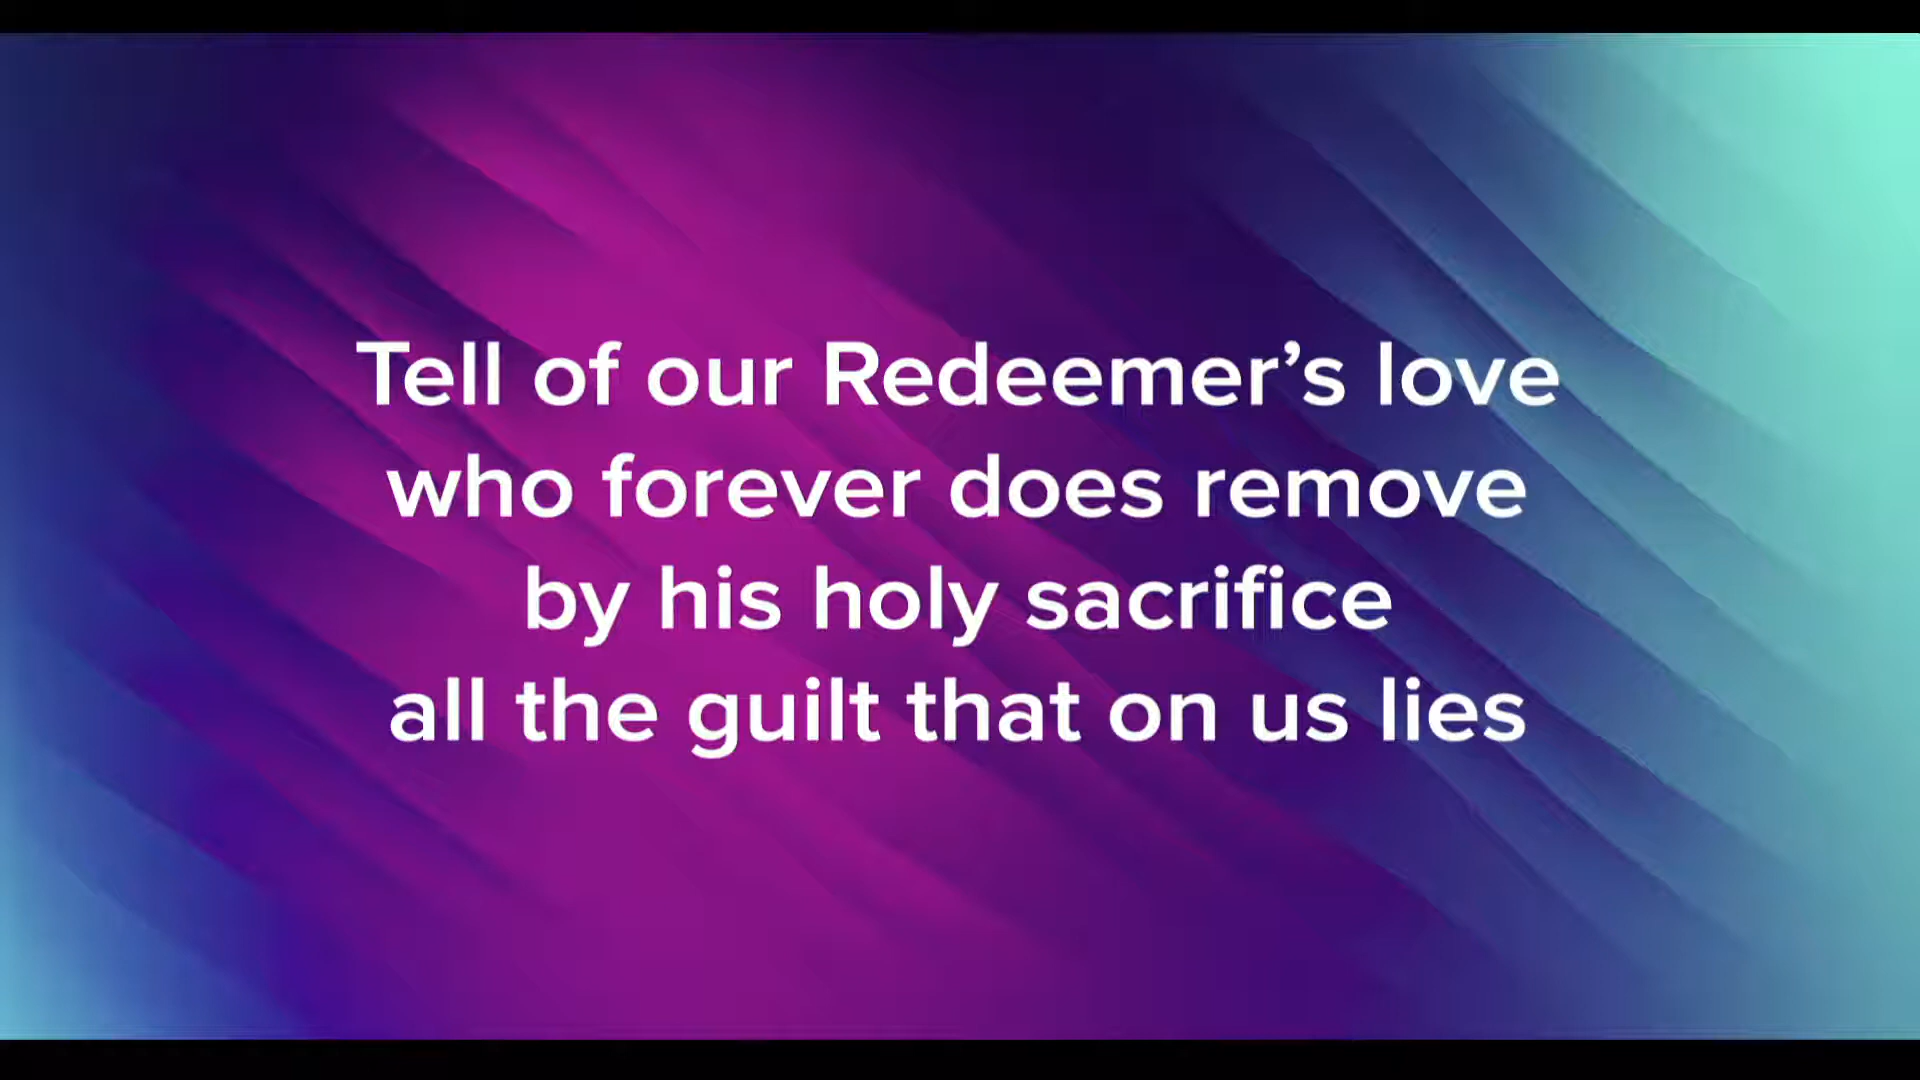 Tell of our Redeemer’s love
who forever does remove
by his holy sacrifice
all the guilt that on us lies